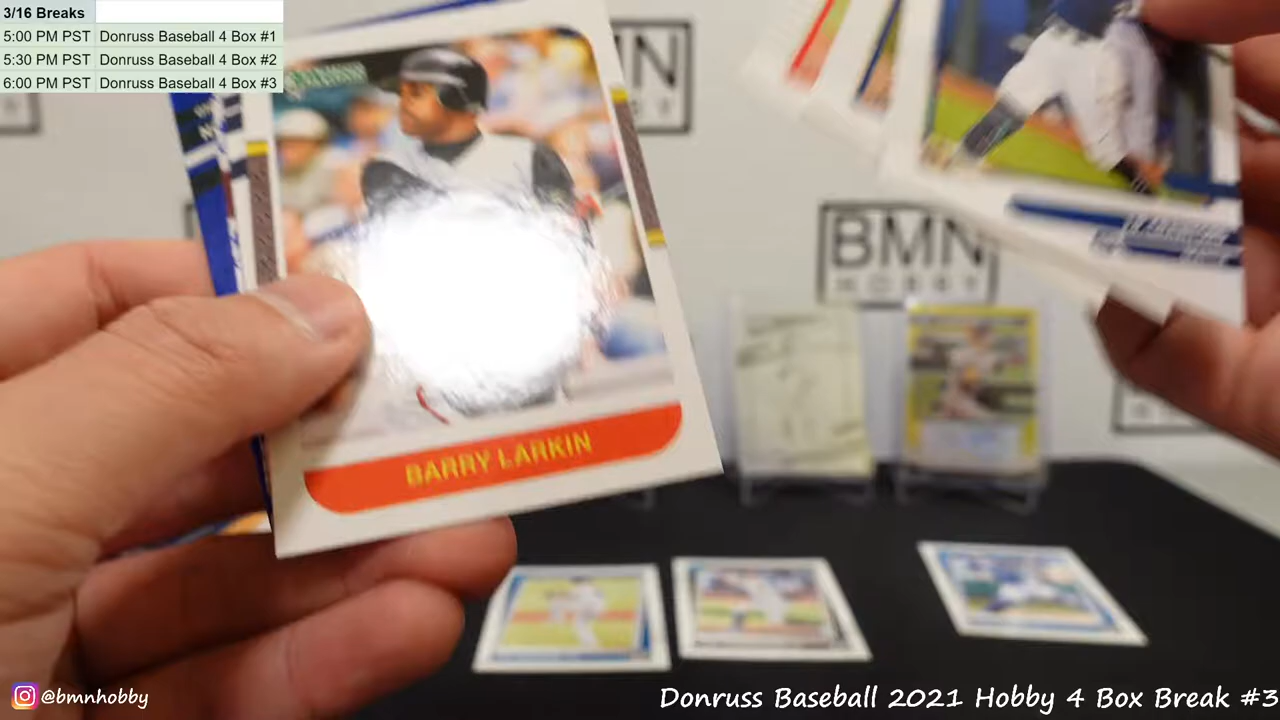 3/16 Breaks
5:00 PM PST Donruss Baseball 4 Box #1
5:30 PM PST Donruss Baseball 4 Box #2
6:00 PM PST Donruss Baseball 4 Box #3
BMN
HOBBY
BARRY LARKIN
@bmnhobby
Donruss Baseball 2021 Hobby 4 Box Break #3